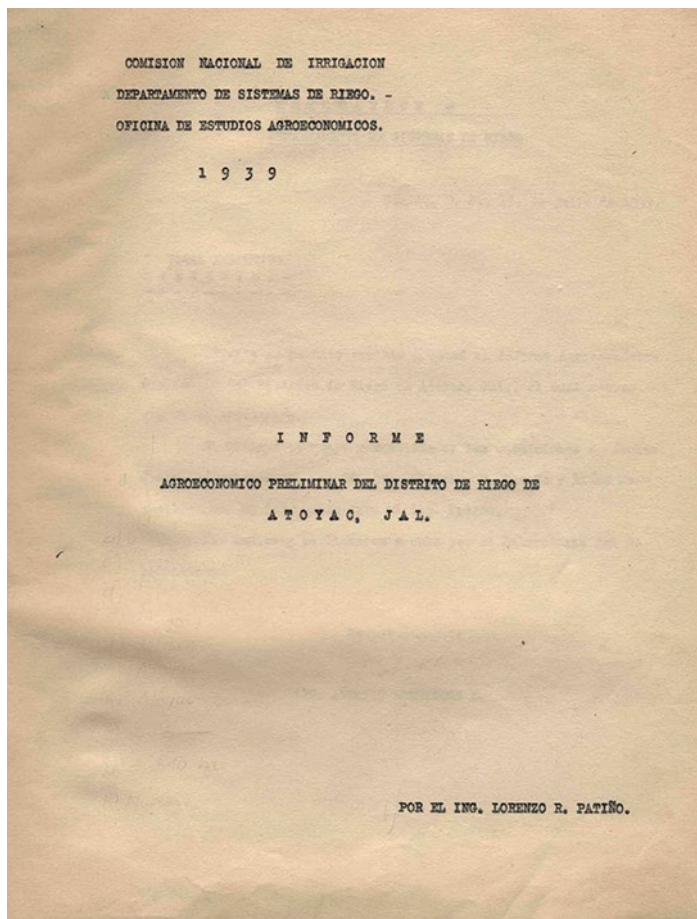 COMISION NACIONAL DE IRRIGACION
DEPARTAMENTO DE SISTEMAS DE RIEGO. -
OFICINA DE ESTUDIOS AGROECONOMICOS.
1 9 3 9
I N F O R M E
AGROECONOMICO PRELIMINAR DEL DISTRITO DE RIEGO DE
A T O Y A C, J A L.
POR EL ING. LORENZO R. PATIÑO.